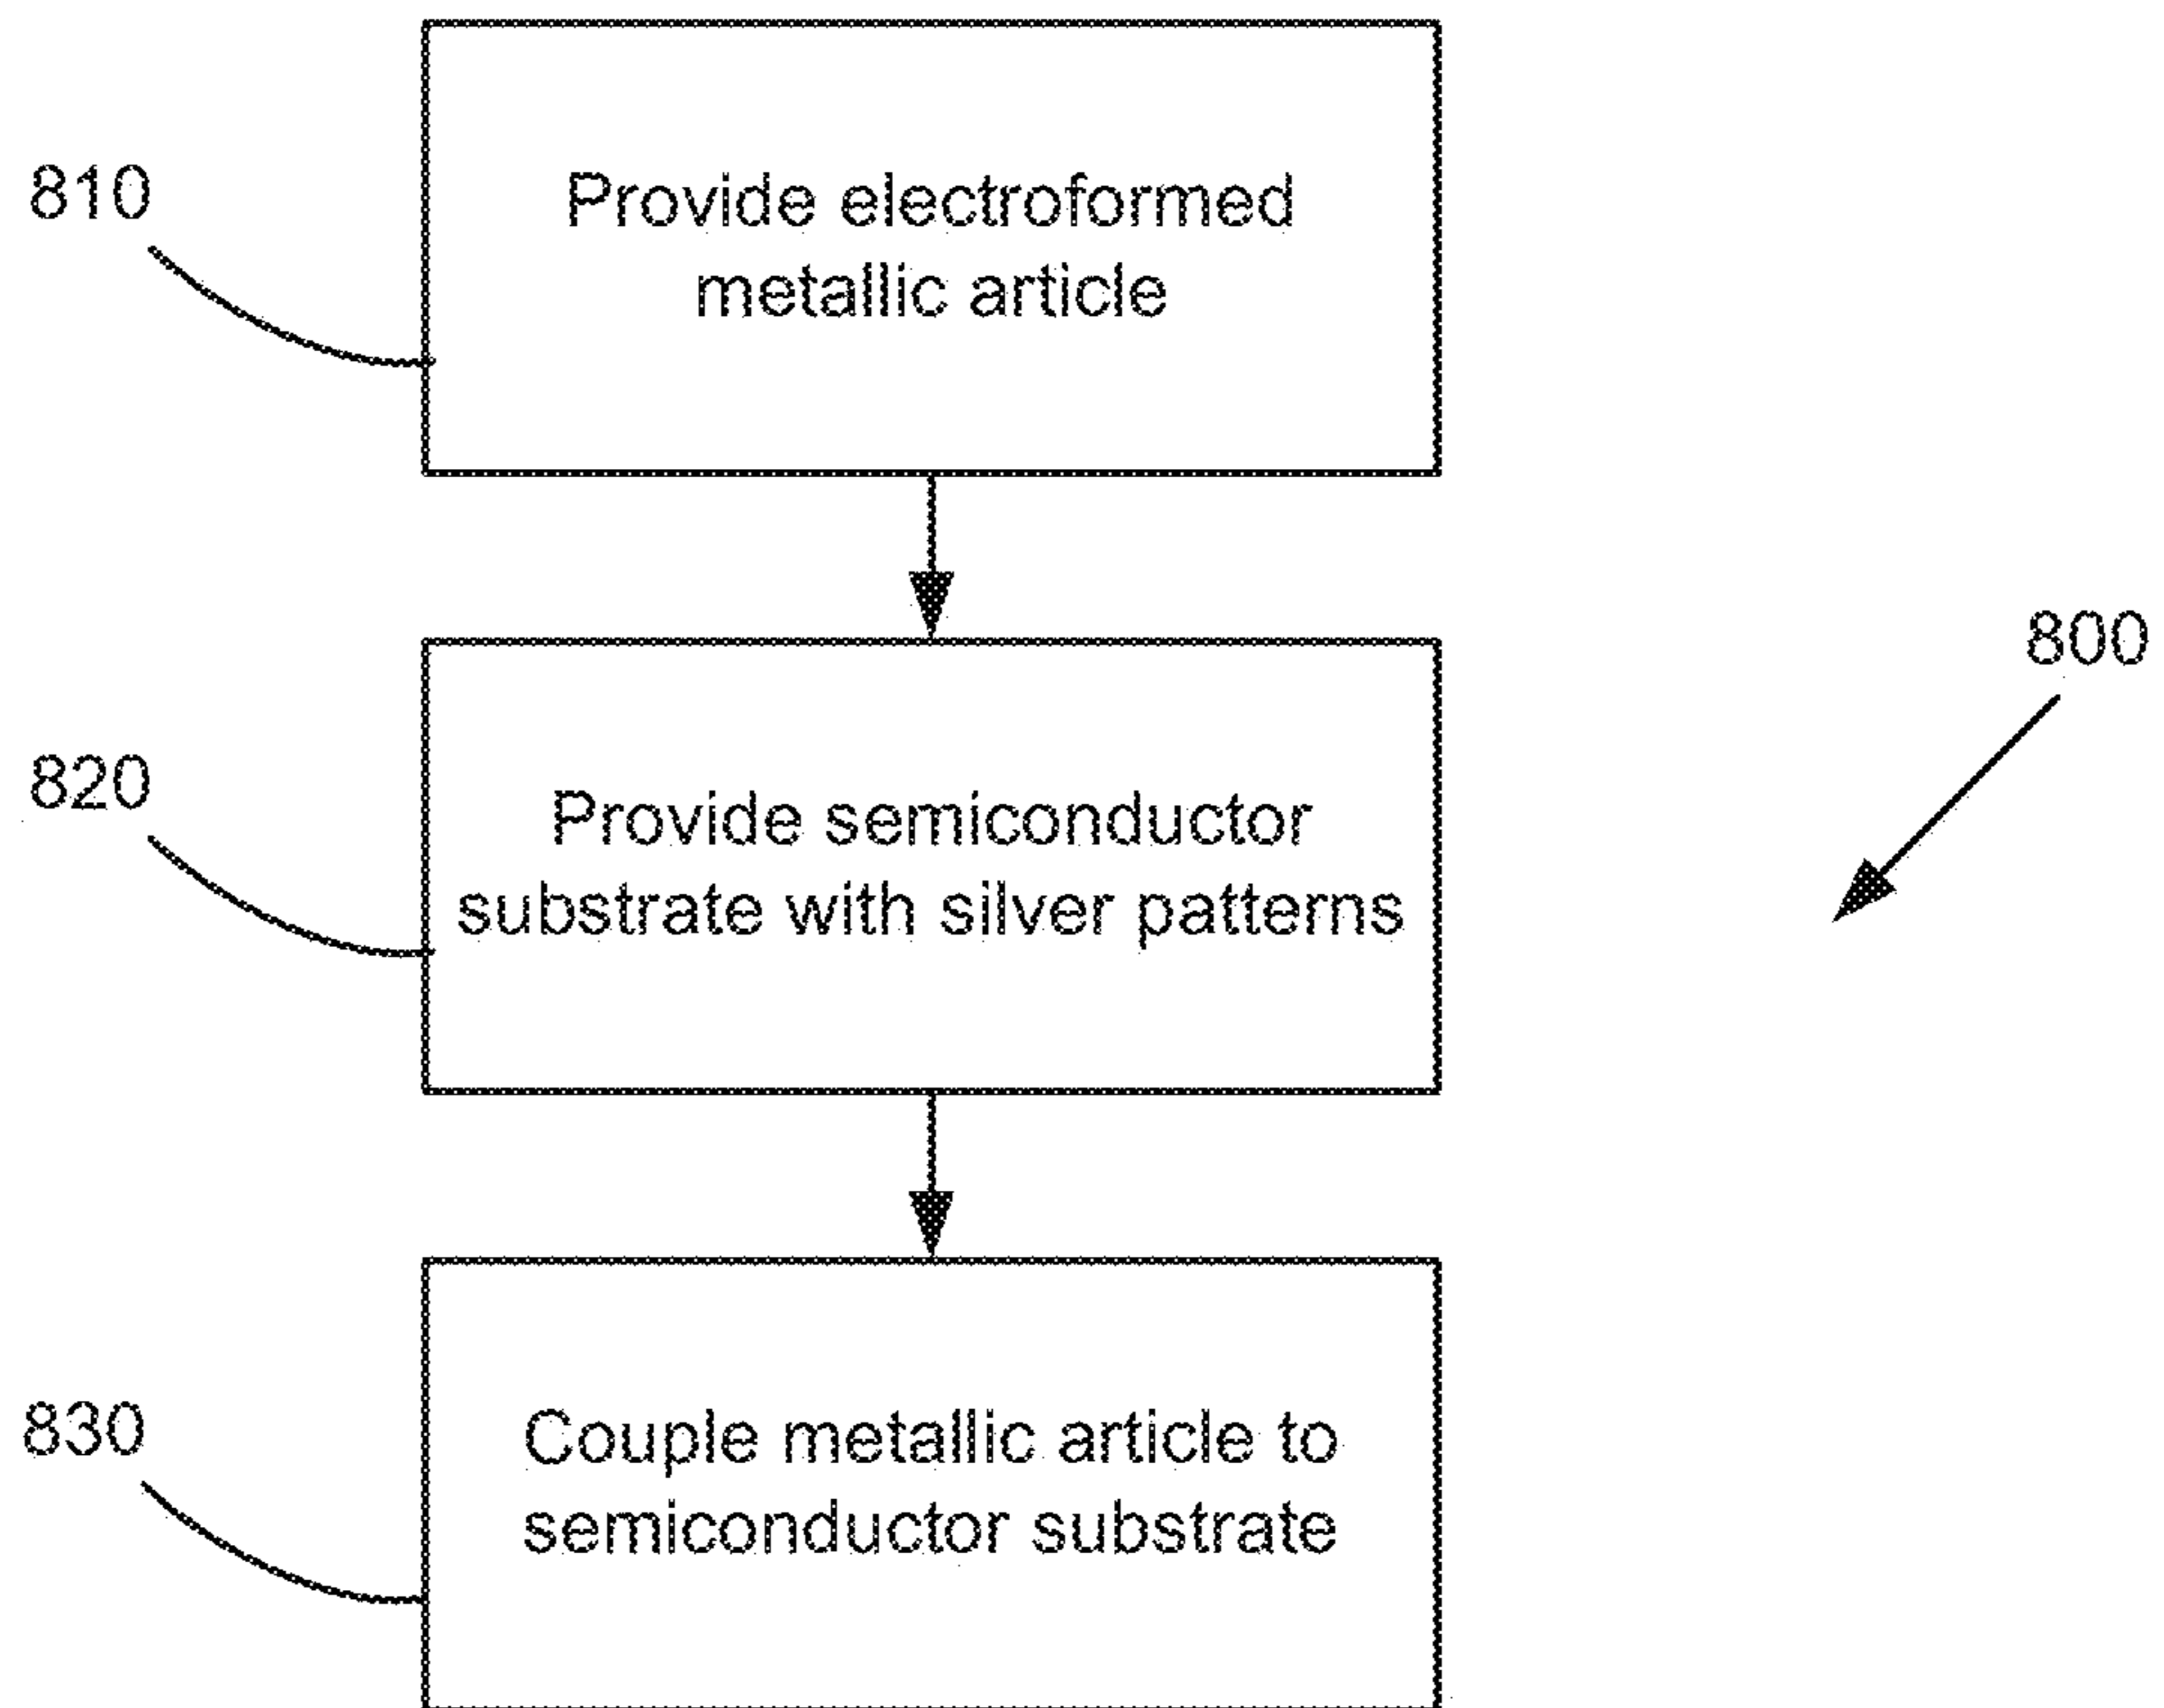 810
Provide electroformed
metallic article
800
820
Provide semiconductor
substrate with silver patterns
830
Couple metallic article to
semiconductor substrate